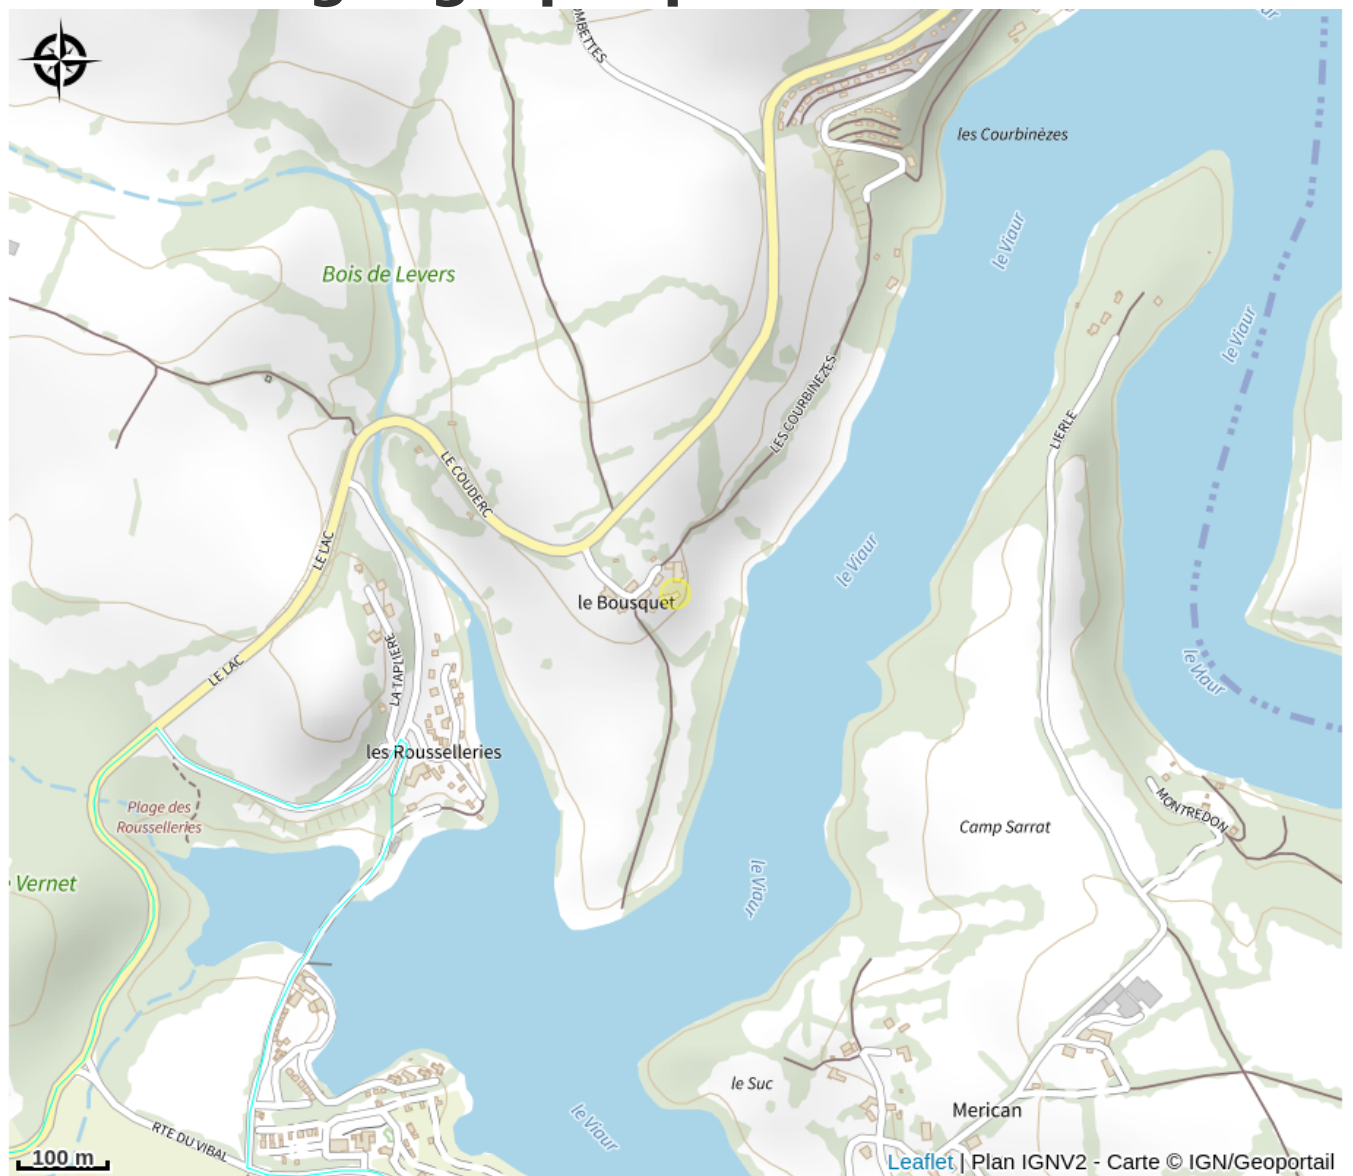 OMBETTES
les Courbinèzes
le Viaur
Bois de Levers
le Viaur
LES COURBINEZES
LIERLE
LE COUDERC
LE LAC
le Viaur
le Bousquet
LA TAPLIERE
LE LAC
le Viaur
les Rousselleries
Plage des
Rousselleries
MONTREDON
Camp Sarrat
Vernet
le Viaur
le Suc
Merican
le Viaur
RTE DU VIBAL
100 m
Leaflet | Plan IGNV2 - Carte © IGN/Geoportail